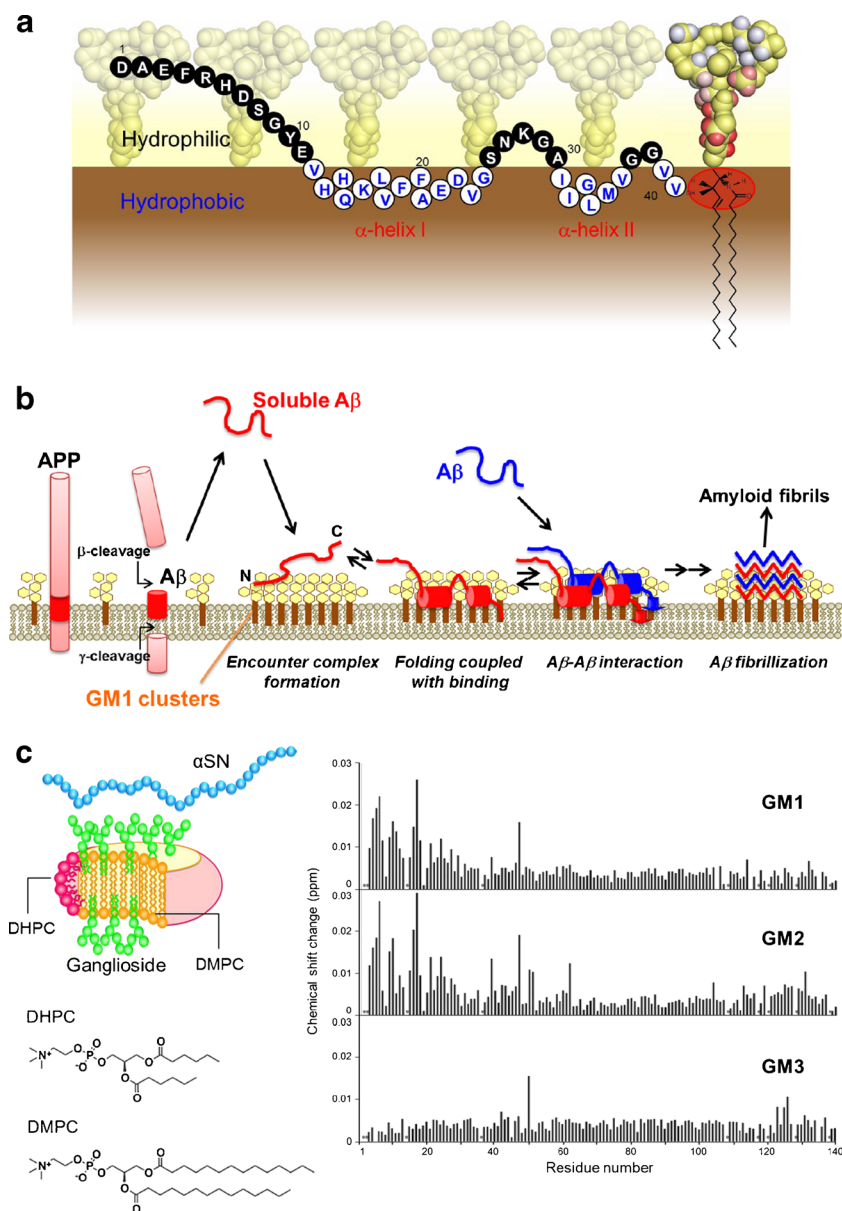 a
1
D A E F R H D S G Y E
10
Hydrophilic
V H H Q K L V F F A E D V G
20
S N K G A
30
I I G L M V G G V V
40
Hydrophobic
α-helix I
α-helix II
b
Soluble Aβ
APP
Aβ
Amyloid fibrils
β-cleavage
Aβ
C
N
γ-cleavage
Encounter complex
formation
Folding coupled
with binding
Aβ-Aβ interaction
Aβ fibrillization
GM1 clusters
c
αSN
DHPC
DMPC
Ganglioside
DHPC
N+
O
P
O
-O
O
O
O
O
O
DMPC
N+
O
P
O
-O
O
O
O
O
O
Chemical shift change (ppm)
0.03
0.02
0.01
0
GM1
0.03
0.02
0.01
0
GM2
0.03
0.02
0.01
0
GM3
1 20 40 60 80 100 120 140
Residue number